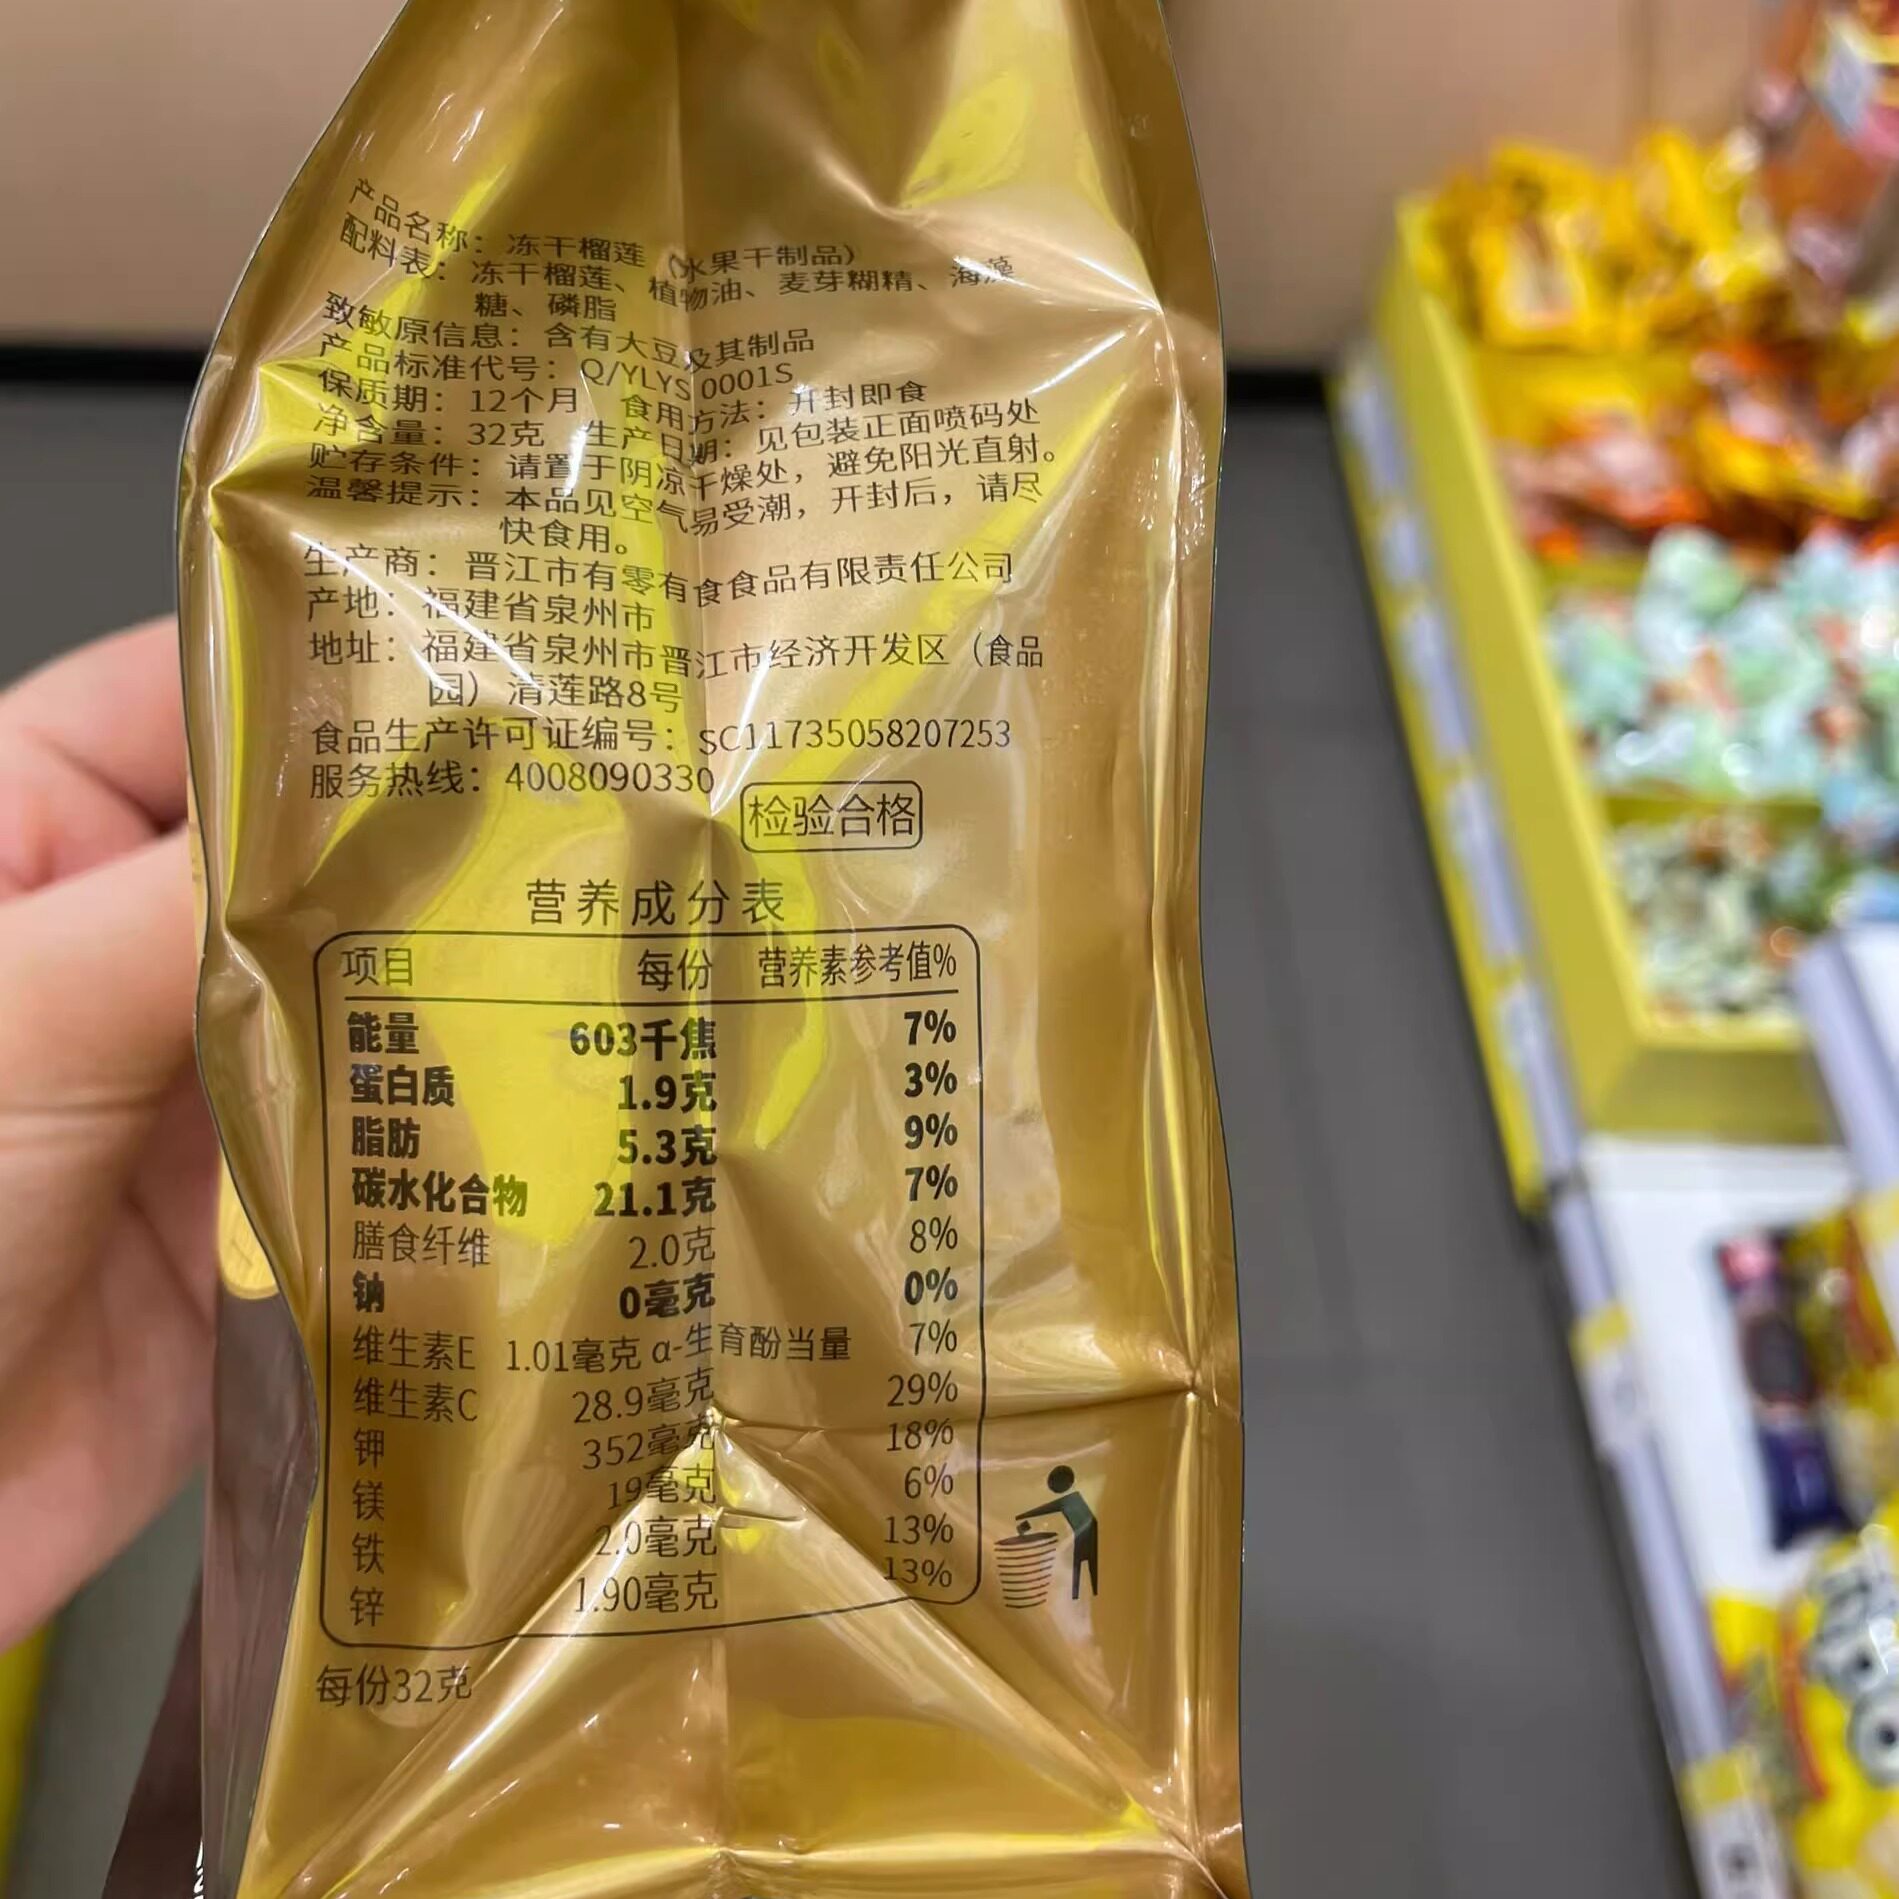 产品名称：冻干榴莲（水果干制品）
配料表：冻干榴莲、植物油、麦芽糊精、海藻
糖、磷脂
致敏原信息：含有大豆及其制品
产品标准代号：Q/YLYS 0001S
保质期：12个月 食用方法：开封即食
净含量：32克 生产日期：见包装正面喷码处
贮存条件：请置于阴凉干燥处，避免阳光直射。
温馨提示：本品见空气易受潮，开封后，请尽
快食用。
生产商：晋江市有零有食食品有限责任公司
产地：福建省泉州市
地址：福建省泉州市晋江市经济开发区（食品
园）清莲路8号
食品生产许可证编号：SC11735058207253
服务热线：4008090330
检验合格
营养成分表
项目 每份 营养素参考值%
能量 603千焦 7%
蛋白质 1.9克 3%
脂肪 5.3克 9%
碳水化合物 21.1克 7%
膳食纤维 2.0克 8%
钠 0毫克 0%
维生素E 1.01毫克 α-生育酚当量 7%
维生素C 28.9毫克 29%
钾 352毫克 18%
镁 19毫克 6%
铁 2.0毫克 13%
锌 1.90毫克 13%
每份32克